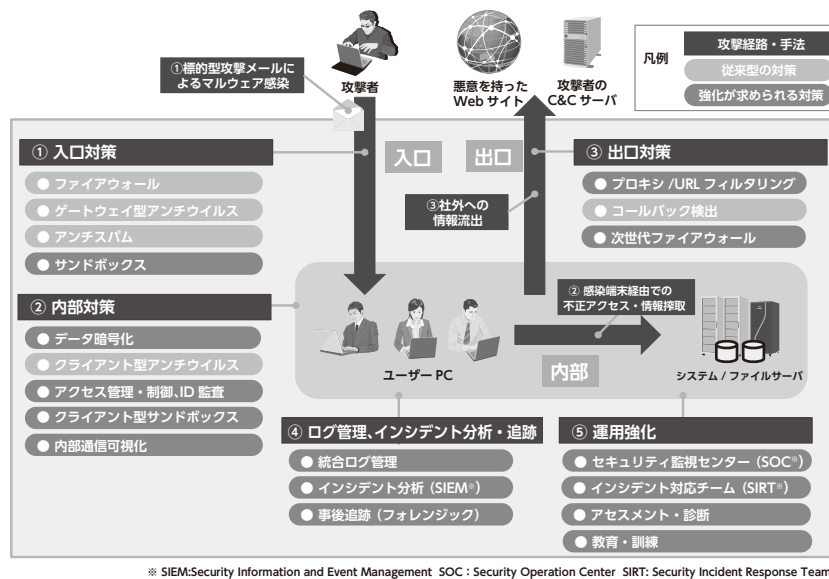 ①標的型攻撃メールに
よるマルウェア感染
攻撃者
悪意を持った
Web サイト
攻撃者の
C&C サーバ
凡例
攻撃経路・手法
従来型の対策
強化が求められる対策
① 入口対策
● ファイアウォール
● ゲートウェイ型アンチウイルス
● アンチスパム
● サンドボックス
入口
出口
③社外への
情報流出
③ 出口対策
● プロキシ /URL フィルタリング
● コールバック検出
● 次世代ファイアウォール
② 内部対策
● データ暗号化
● クライアント型アンチウイルス
● アクセス管理・制御、ID 監査
● クライアント型サンドボックス
● 内部通信可視化
ユーザー PC
② 感染端末経由での
不正アクセス・情報搾取
内部
システム / ファイルサーバ
④ ログ管理、インシデント分析・追跡
● 統合ログ管理
● インシデント分析（SIEM※）
● 事後追跡（フォレンジック）
⑤ 運用強化
● セキュリティ監視センター（SOC※）
● インシデント対応チーム（SIRT※）
● アセスメント・診断
● 教育・訓練
※ SIEM:Security Information and Event Management SOC：Security Operation Center SIRT: Security Incident Response Team